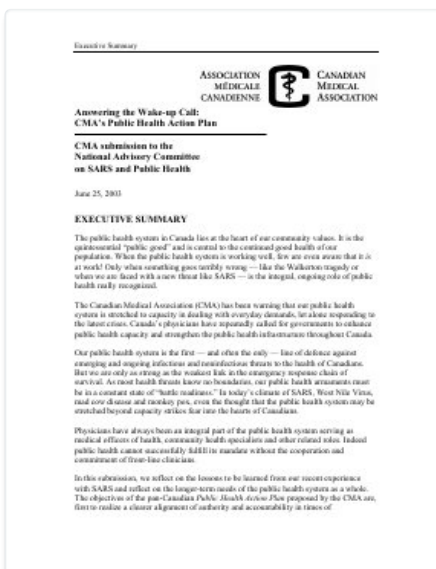 Executive Summary
ASSOCIATION
MÉDICALE
CANADIENNE
CANADIAN
MEDICAL
ASSOCIATION
Answering the Wake-up Call:
CMA's Public Health Action Plan
CMA submission to the
National Advisory Committee
on SARS and Public Health
June 25, 2003
EXECUTIVE SUMMARY
The public health system in Canada lies at the heart of our community values. It is the
quintessential "public good" and is central to the continued good health of our
population. When the public health system is working well, few are even aware that it is
at work! Only when something goes terribly wrong — like the Walkerton tragedy or
when we are faced with a new threat like SARS — is the integral, ongoing role of public
health really recognized.
The Canadian Medical Association (CMA) has been warning that our public health
system is stretched to capacity in dealing with everyday demands, let alone responding to
the latest crises. Canada's physicians have repeatedly called for governments to enhance
public health capacity and strengthen the public health infrastructure throughout Canada.
Our public health system is the first — and often the only — line of defence against
emerging and ongoing infectious and noninfectious threats to the health of Canadians.
But we are only as strong as the weakest link in the emergency response chain of
survival. As most health threats know no boundaries, our public health armaments must
be in a constant state of "battle readiness." In today's climate of SARS, West Nile Virus,
mad cow disease and monkey pox, even the thought that the public health system may be
stretched beyond capacity strikes fear into the hearts of Canadians.
Physicians have always been an integral part of the public health system serving as
medical officers of health, community health specialists and other related roles. Indeed
public health cannot successfully fulfill its mandate without the cooperation and
commitment of front-line clinicians.
In this submission, we reflect on the lessons to be learned from our recent experience
with SARS and reflect on the longer-term needs of the public health system as a whole.
The objectives of the pan-Canadian Public Health Action Plan proposed by the CMA are,
first to realize a clearer alignment of authority and accountability in times of